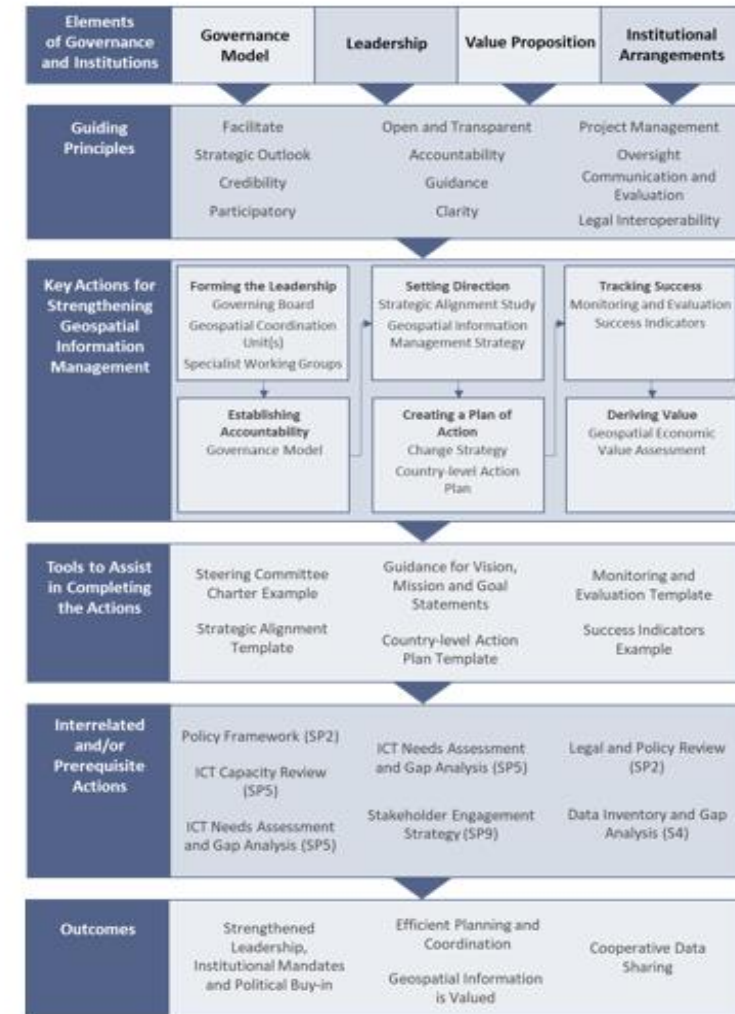 Elements
of Governance
and Institutions
Governance
Model
Leadership
Value Proposition
Institutional
Arrangements
Guiding
Principles
Facilitate
Strategic Outlook
Credibility
Participatory
Open and Transparent
Accountability
Guidance
Clarity
Project Management
Oversight
Communication and
Evaluation
Legal Interoperability
Key Actions for
Strengthening
Geospatial
Information
Management
Forming the Leadership
Governing Board
Geospatial Coordination
Unit(s)
Specialist Working Groups
Establishing
Accountability
Governance Model
Setting Direction
Strategic Alignment Study
Geospatial Information
Management Strategy
Creating a Plan of
Action
Change Strategy
Country-level Action
Plan
Tracking Success
Monitoring and Evaluation
Success Indicators
Deriving Value
Geospatial Economic
Value Assessment
Tools to Assist
in Completing
the Actions
Steering Committee
Charter Example
Strategic Alignment
Template
Guidance for Vision,
Mission and Goal
Statements
Country-level Action
Plan Template
Monitoring and
Evaluation Template
Success Indicators
Example
Interrelated
and/or
Prerequisite
Actions
Policy Framework (SP2)
ICT Capacity Review
(SP5)
ICT Needs Assessment
and Gap Analysis (SP5)
ICT Needs Assessment
and Gap Analysis (SP5)
Stakeholder Engagement
Strategy (SP9)
Legal and Policy Review
(SP2)
Data Inventory and Gap
Analysis (S4)
Outcomes
Strengthened
Leadership,
Institutional Mandates
and Political Buy-in
Efficient Planning and
Coordination
Geospatial Information
is Valued
Cooperative Data
Sharing